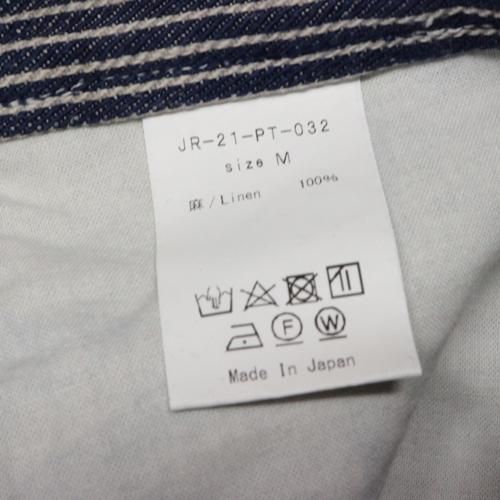 JR-21-PT-032
size M
麻/Linen 100%
F W
Made In Japan